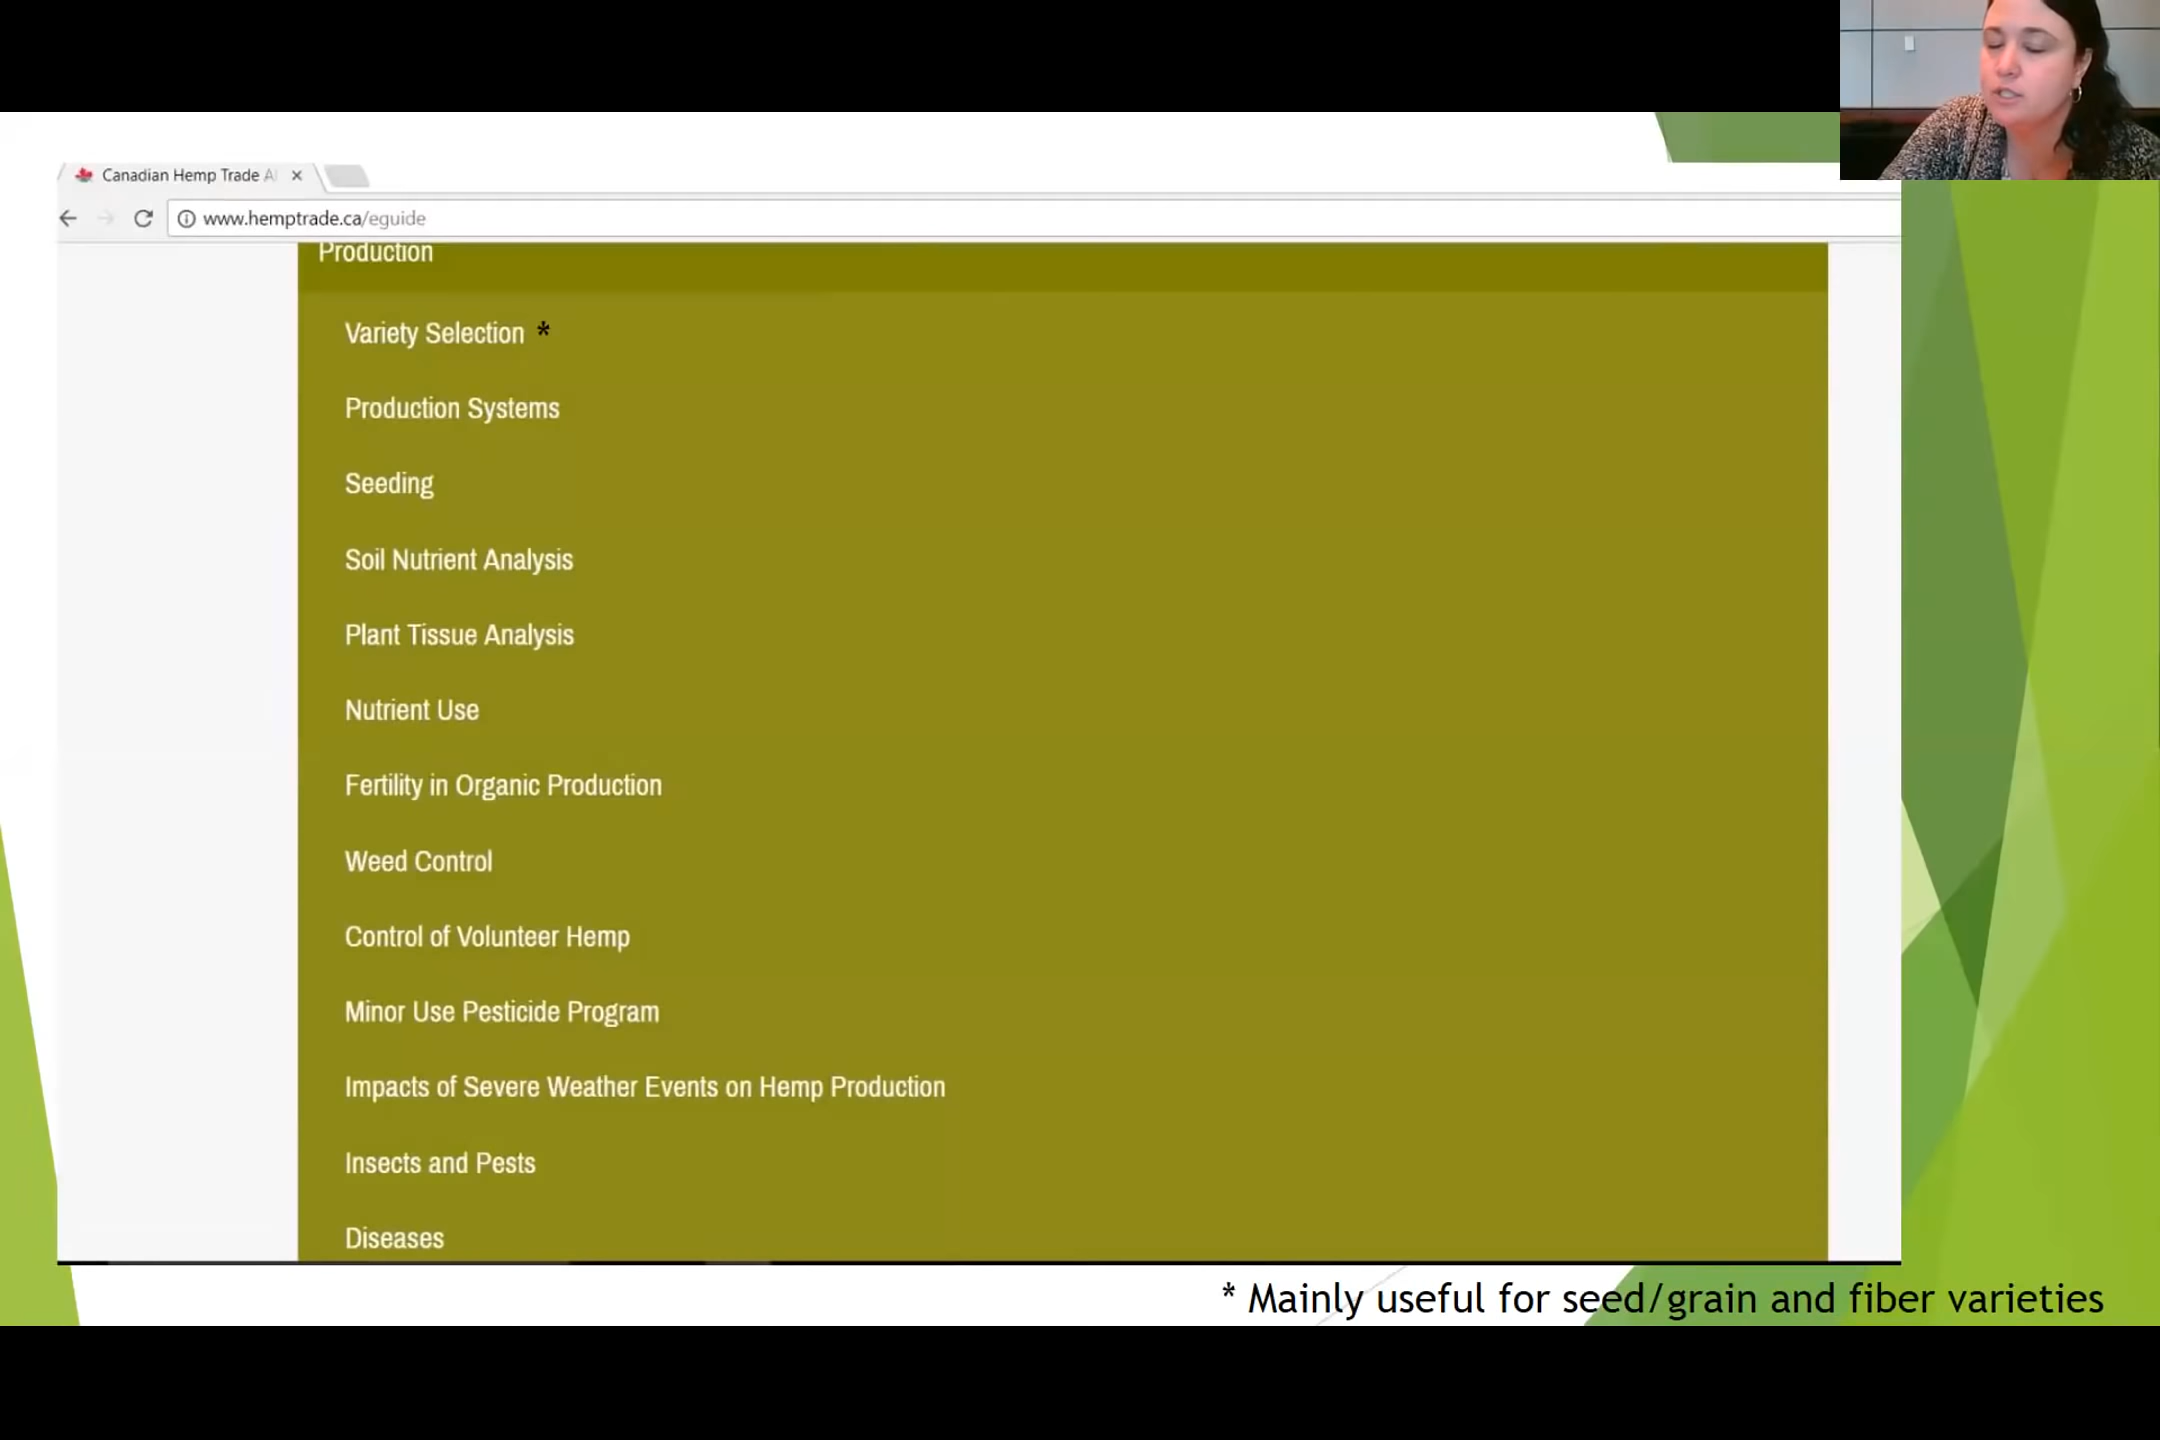 Canadian Hemp Trade Al
www.hemptrade.ca/eguide
Production
Variety Selection *
Production Systems
Seeding
Soil Nutrient Analysis
Plant Tissue Analysis
Nutrient Use
Fertility in Organic Production
Weed Control
Control of Volunteer Hemp
Minor Use Pesticide Program
Impacts of Severe Weather Events on Hemp Production
Insects and Pests
Diseases
* Mainly useful for seed/grain and fiber varieties